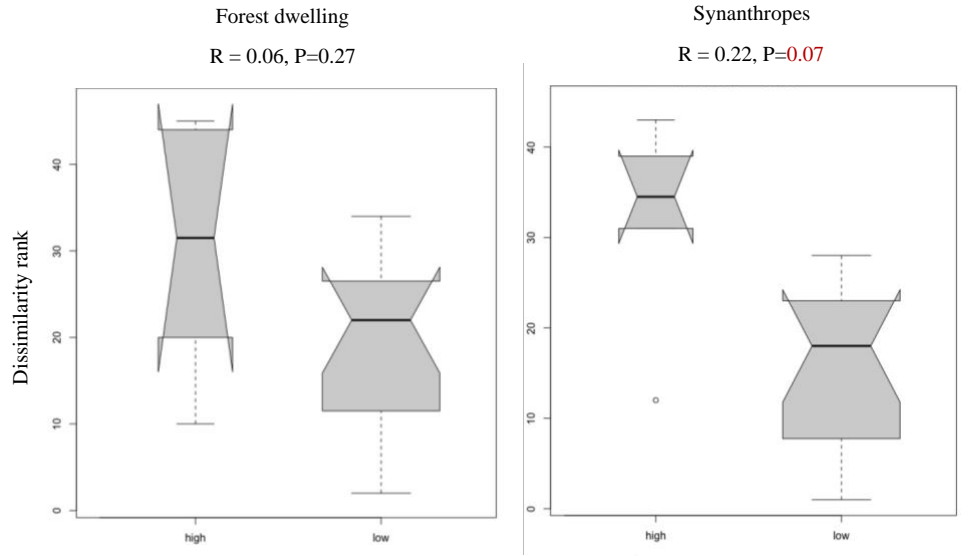 Forest dwelling
R = 0.06, P=0.27
Synanthropes
R = 0.22, P=0.07
Dissimilarity rank
40
30
20
10
0
high
low
40
30
20
10
0
high
low